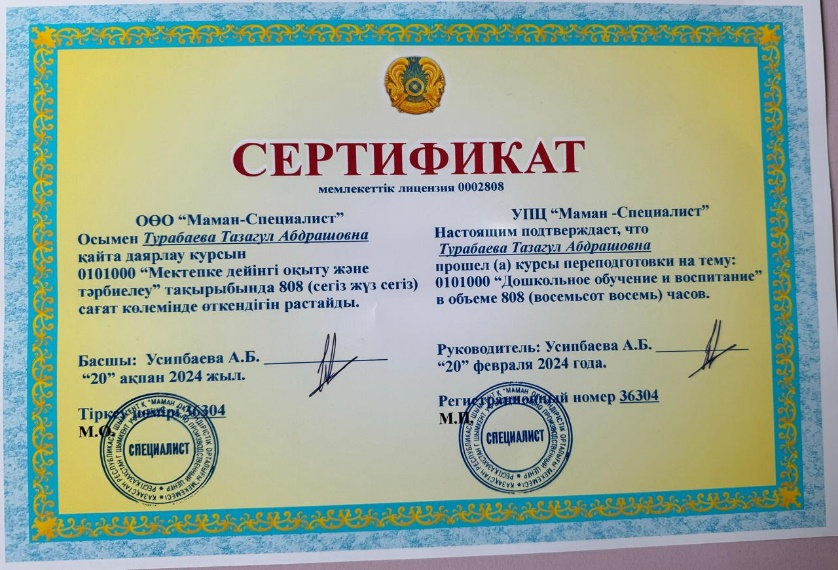 СЕРТИФИКАТ
мемлекеттік лицензия 0002808
ОӨО “Маман-Специалист”
Осымен Турабаева Тазагул Абдрашовна
қайта даярлау курсын
0101000 “Мектепке дейінгі оқыту және
тәрбиелеу” тақырыбында 808 (сегіз жүз сегіз)
сағат көлемінде өткендігін растайды.
Басшы: Усипбаева А.Б.
“20” ақпан 2024 жыл.
36304
М.О.
СПЕЦИАЛИСТ
УПЦ “Маман -Специалист”
Настоящим подтверждает, что
Турабаева Тазагул Абдрашовна
прошел (а) курсы переподготовки на тему:
0101000 “Дошкольное обучение и воспитание”
в объеме 808 (восемьсот восемь) часов.
Руководитель: Усипбаева А.Б.
“20” февраля 2024 года.
Регистрационный номер 36304
М.П.
СПЕЦИАЛИСТ